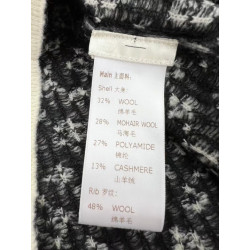 Main 主面料:
Shell 大身:
32% WOOL
绵羊毛
28% MOHAIR WOOL
马海毛
27% POLYAMIDE
锦纶
13% CASHMERE
山羊绒
Rib 罗纹:
48% WOOL
绵羊毛